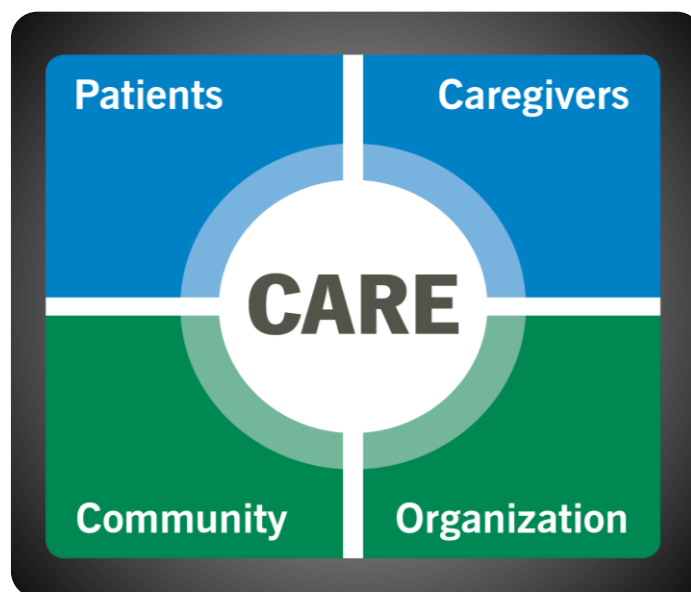 Patients
Caregivers
CARE
Community
Organization